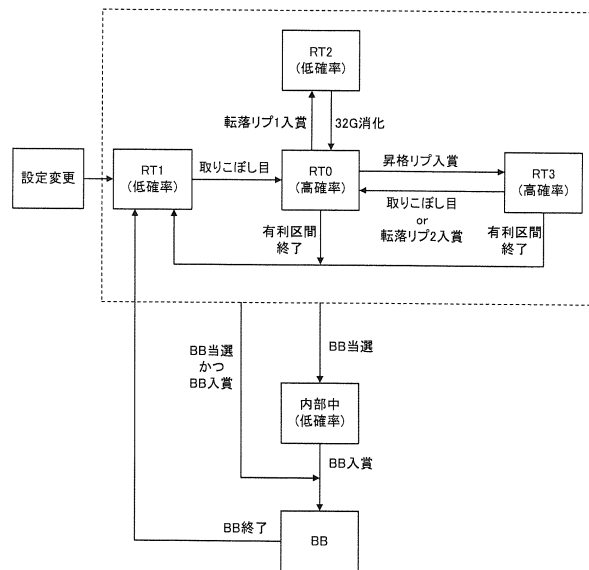 RT2
(低確率)
転落リプ1入賞
32G消化
設定変更
RT1
(低確率)
取りこぼし目
RT0
(高確率)
昇格リプ入賞
取りこぼし目
or
転落リプ2入賞
RT3
(高確率)
有利区間
終了
有利区間
終了
BB当選
かつ
BB入賞
BB当選
内部中
(低確率)
BB入賞
BB終了
BB